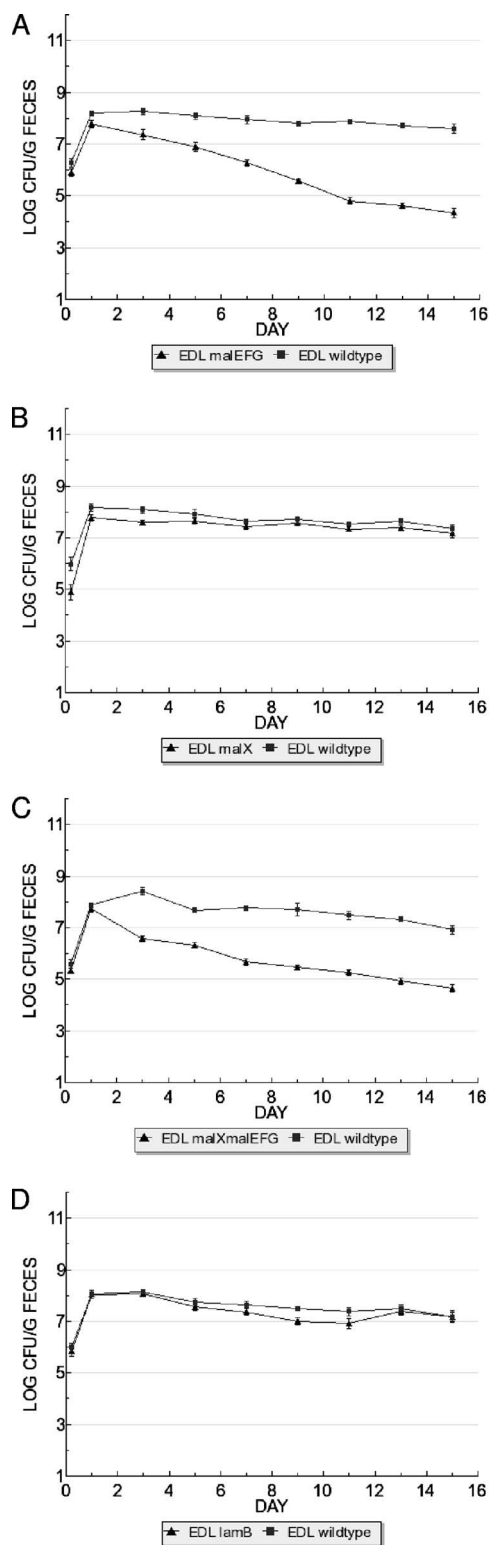 A
LOG CFU/G FECES
11
9
7
5
3
1
0 2 4 6 8 10 12 14 16
DAY
EDL malEFG EDL wildtype
B
LOG CFU/G FECES
11
9
7
5
3
1
0 2 4 6 8 10 12 14 16
DAY
EDL malX EDL wildtype
C
LOG CFU/G FECES
11
9
7
5
3
1
0 2 4 6 8 10 12 14 16
DAY
EDL malXmalEFG EDL wildtype
D
LOG CFU/G FECES
11
9
7
5
3
1
0 2 4 6 8 10 12 14 16
DAY
EDL lamB EDL wildtype